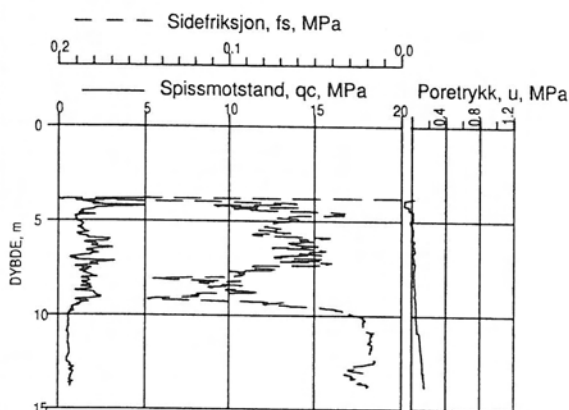 Sidefriksjon, fs, MPa
0,2 0,1 0,0
Spissmotstand, qc, MPa Poretrykk, u, MPa
0 5 10 15 20 0.4 0.8 1.2
0
5
10
15
DYBDE, m